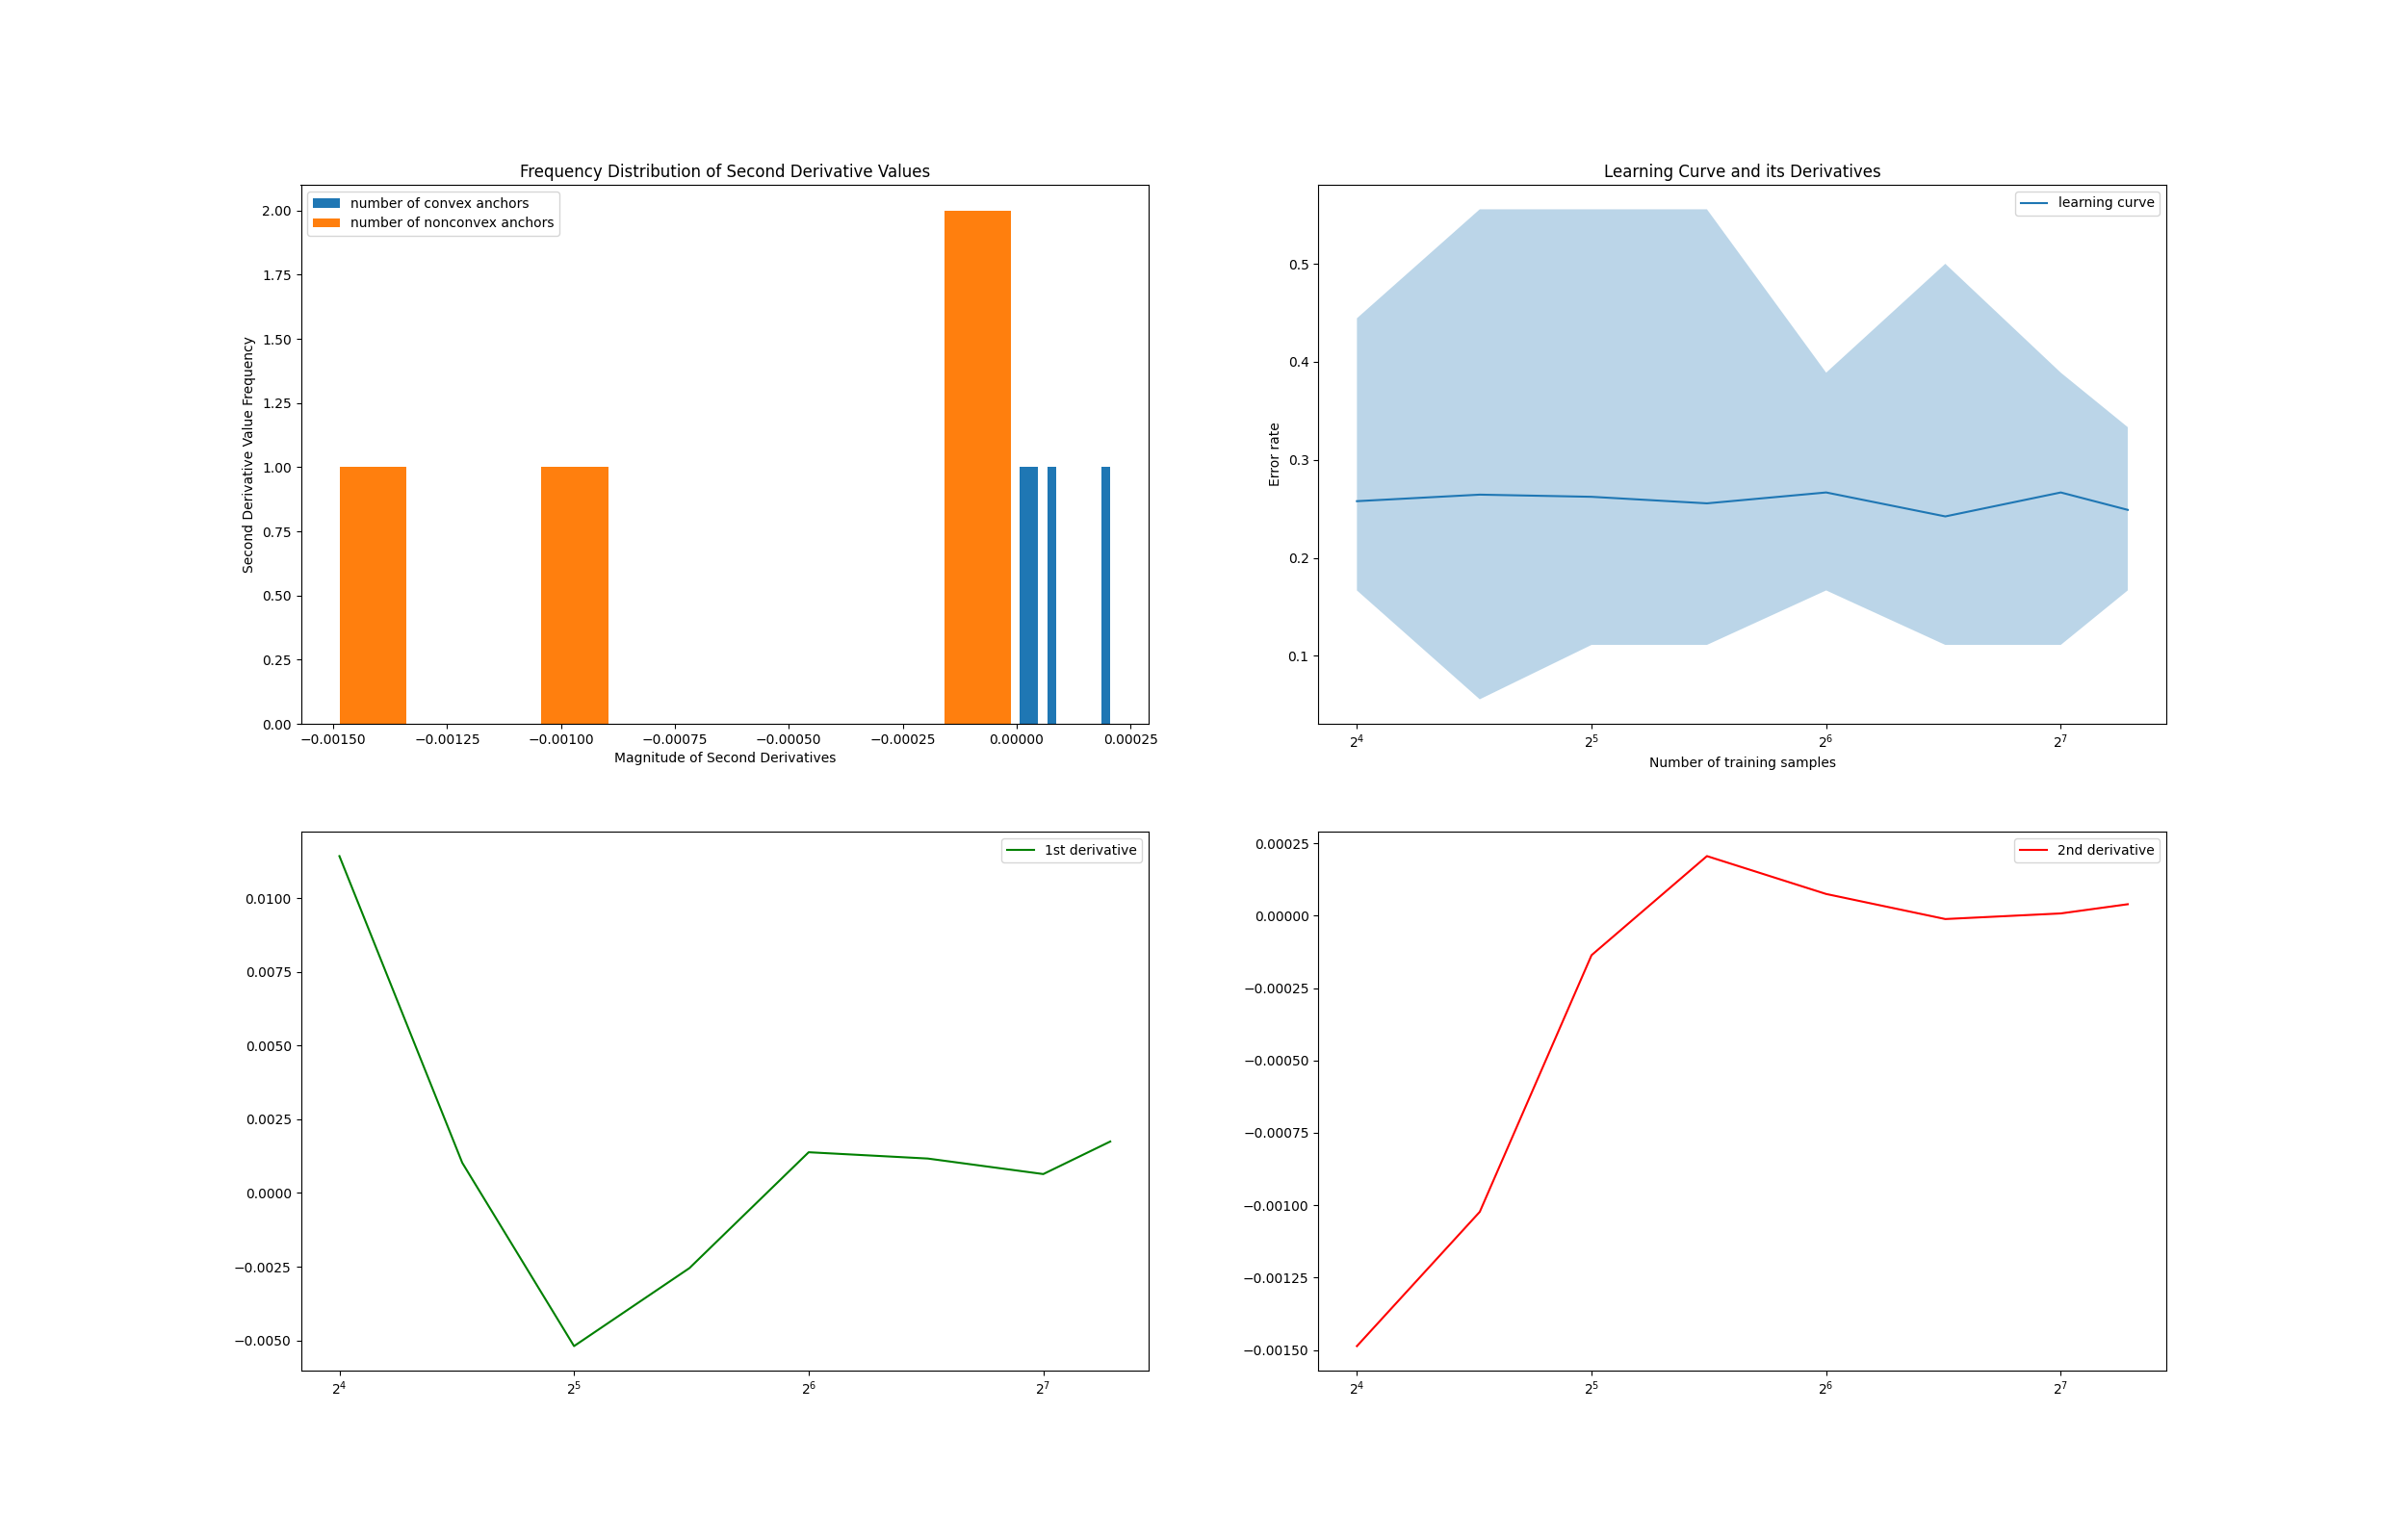 Frequency Distribution of Second Derivative Values
number of convex anchors
number of nonconvex anchors
2.00
1.75
1.50
1.25
1.00
0.75
0.50
0.25
0.00
Second Derivative Value Frequency
−0.00150 −0.00125 −0.00100 −0.00075 −0.00050 −0.00025 0.00000 0.00025
Magnitude of Second Derivatives
Learning Curve and its Derivatives
learning curve
0.5
0.4
0.3
0.2
0.1
Error rate
2⁴ 2⁵ 2⁶ 2⁷
Number of training samples
1st derivative
0.0100
0.0075
0.0050
0.0025
0.0000
−0.0025
−0.0050
2⁴ 2⁵ 2⁶ 2⁷
2nd derivative
0.00025
0.00000
−0.00025
−0.00050
−0.00075
−0.00100
−0.00125
−0.00150
2⁴ 2⁵ 2⁶ 2⁷